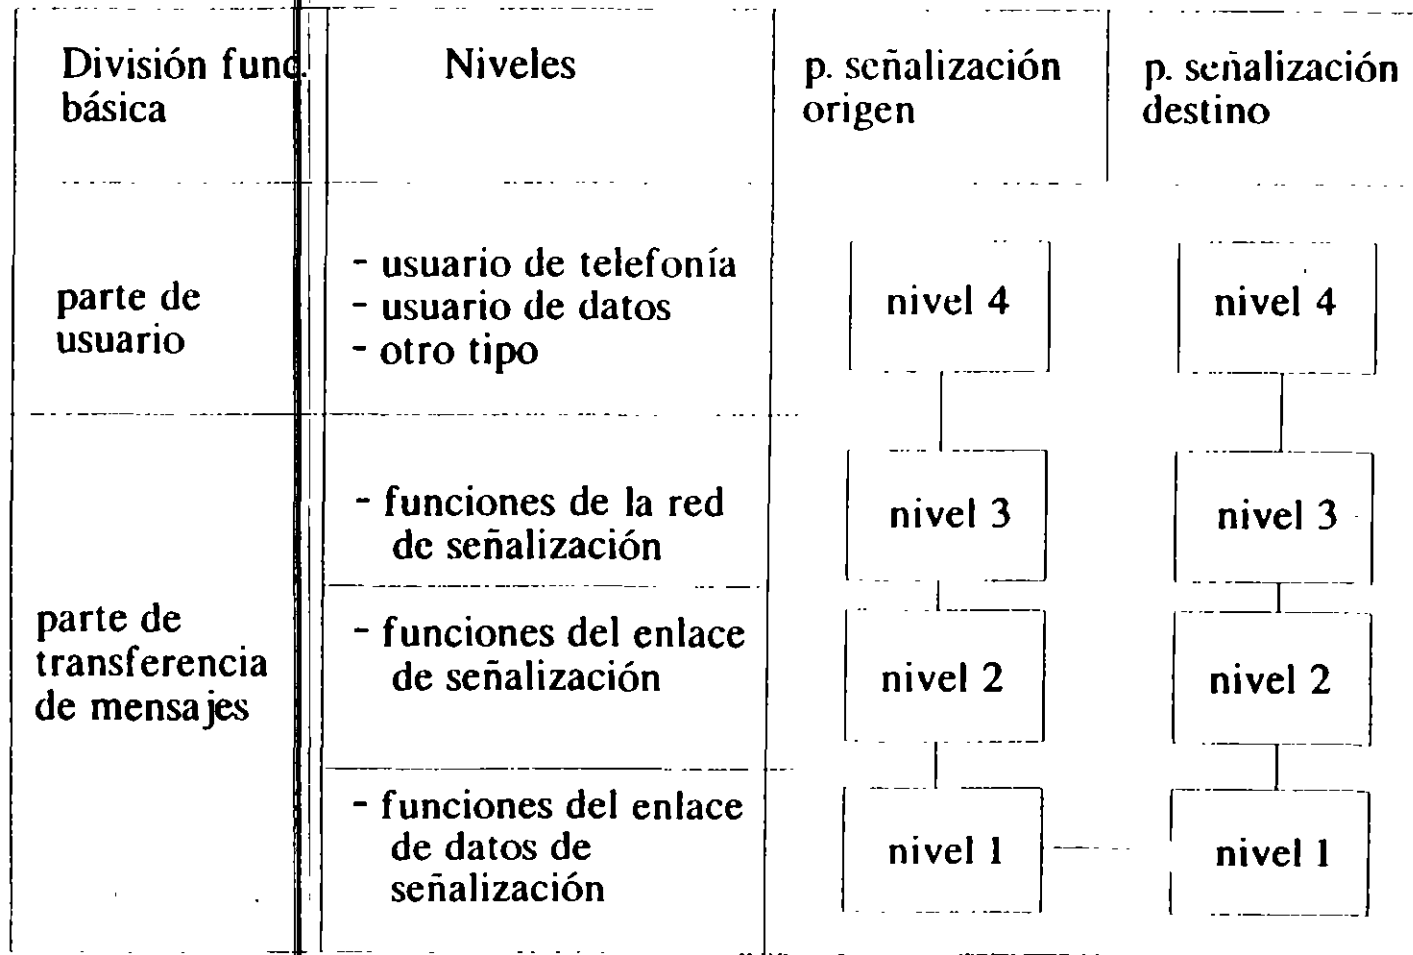 División func.
básica
Niveles
p. señalización
origen
p. señalización
destino
parte de
usuario
- usuario de telefonía
- usuario de datos
- otro tipo
nivel 4
nivel 4
- funciones de la red
de señalización
nivel 3
nivel 3
parte de
transferencia
de mensajes
- funciones del enlace
de señalización
nivel 2
nivel 2
- funciones del enlace
de datos de
señalización
nivel 1
nivel 1